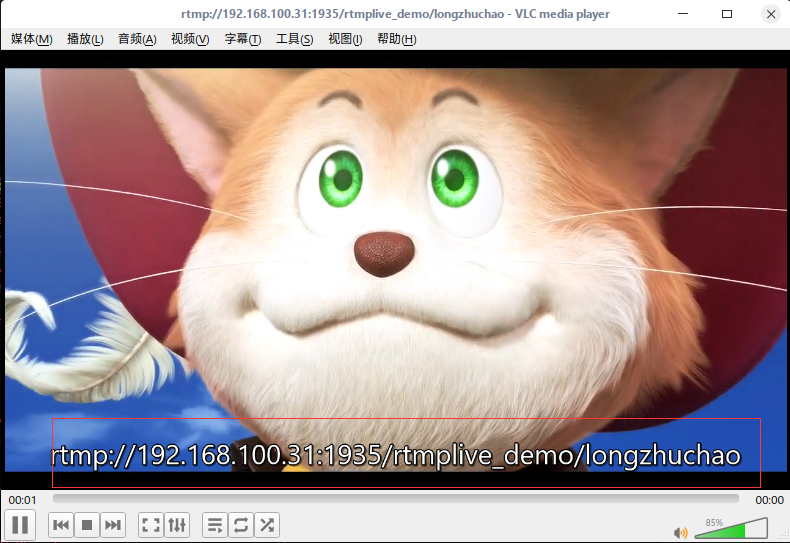 rtmp://192.168.100.31:1935/rtmplive_demo/longzhuchao - VLC media player
媒体(M) 播放(L) 音频(A) 视频(V) 字幕(T) 工具(S) 视图(I) 帮助(H)
rtmp://192.168.100.31:1935/rtmplive_demo/longzhuchao
00:01 00:00
85%